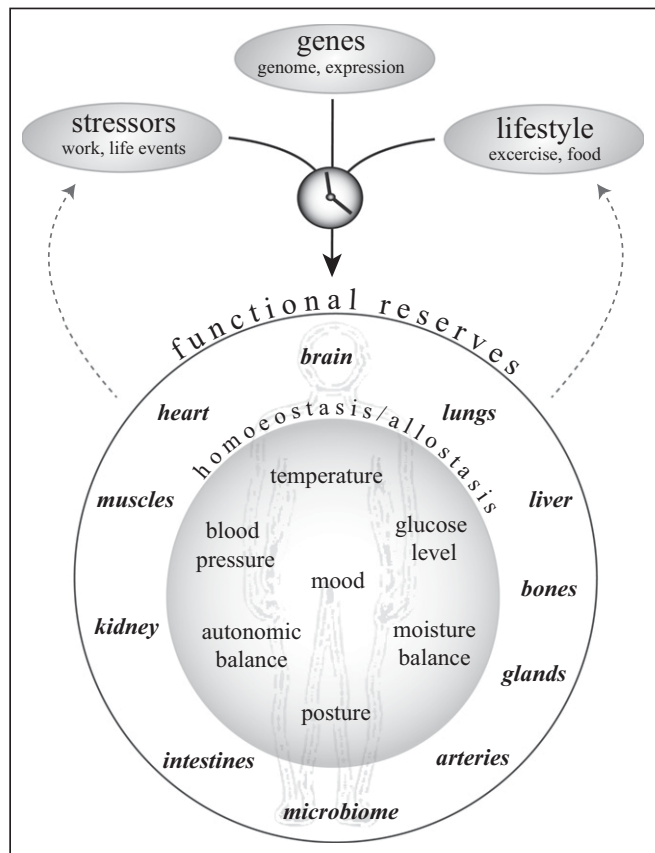 genes
genome, expression
stressors
work, life events
lifestyle
excercise, food
functional reserves
brain
heart
lungs
homoeostasis/allostasis
temperature
muscles
liver
blood
pressure
glucose
level
mood
bones
kidney
autonomic
balance
moisture
balance
glands
posture
intestines
arteries
microbiome